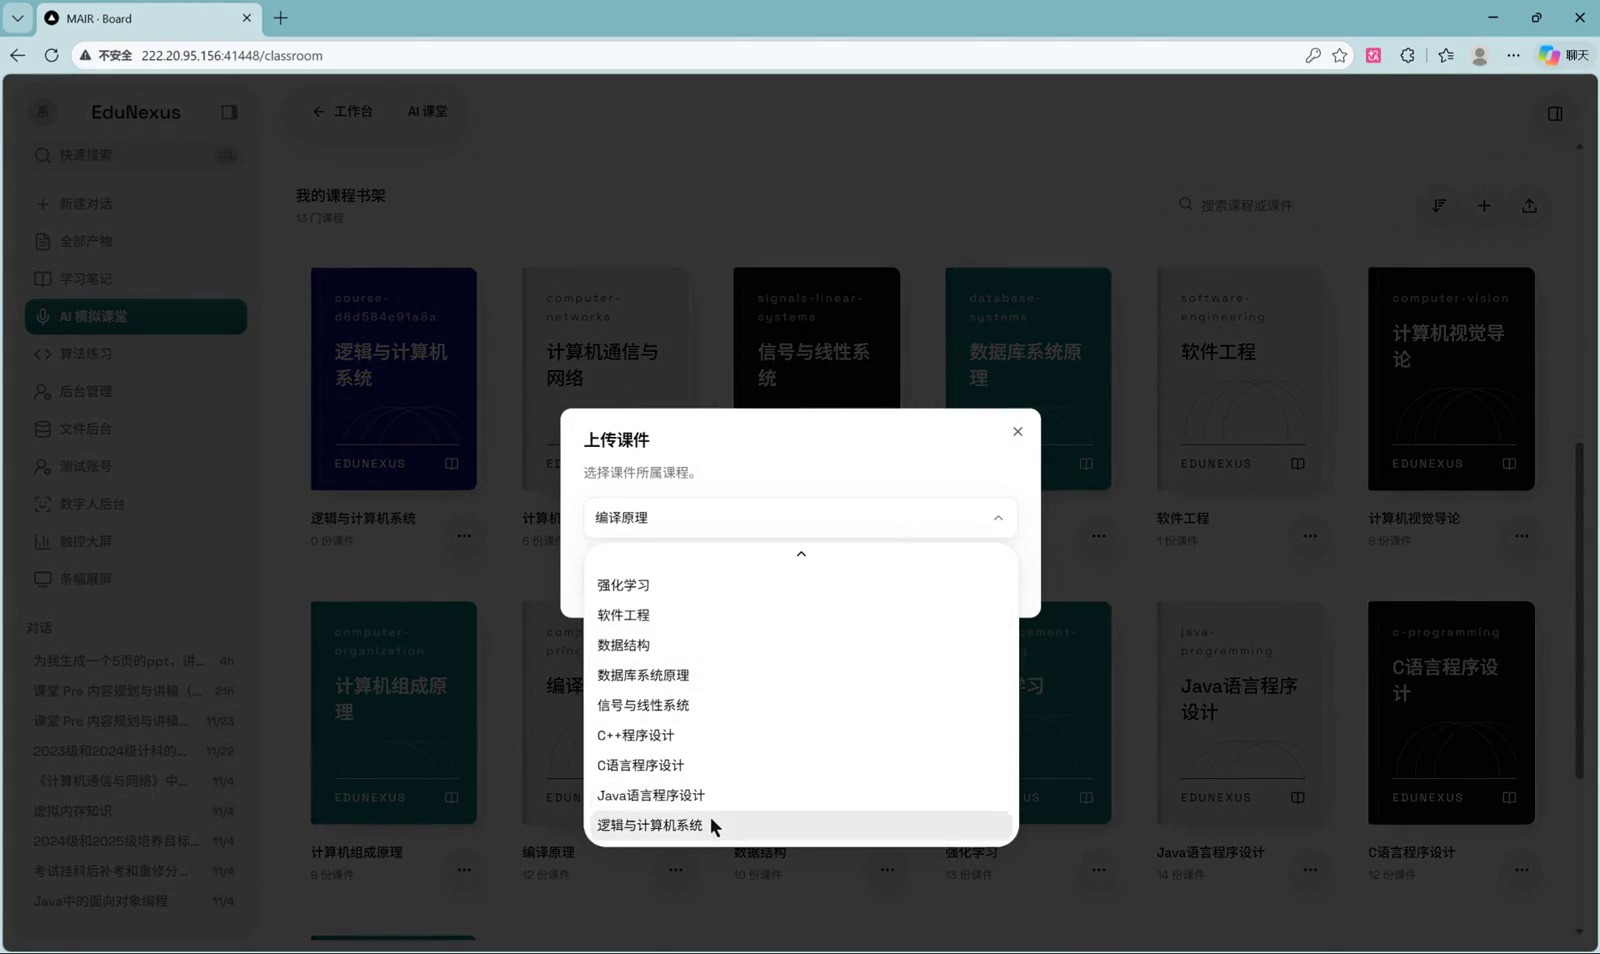 MAIR - Board
不安全 222.20.95.156:41448/classroom
聊天
系 EduNexus
快速搜索
新建对话
全部产物
学习笔记
AI 模拟课堂
算法练习
后台管理
文件后台
测试账号
数字人后台
触控大屏
条幅展屏
对话
为我生成一个5页的ppt，讲... 4h
课堂 Pre 内容规划与讲稿（... 21h
课堂 Pre 内容规划与讲稿... 11/23
2023级和2024级计科的... 11/22
《计算机通信与网络》中... 11/4
虚拟内存知识 11/4
2024级和2025级培养目标... 11/4
考试挂科后补考和重修分... 11/4
Java中的面向对象编程 11/4
工作台 AI 课堂
我的课程书架
13 门课程
搜索课程或课件
course-
d6d584e91a8a
逻辑与计算机
系统
EDUNEXUS
逻辑与计算机系统
0 份课件
computer-
networks
计算机通信与
网络
signals-linear-
systems
信号与线性系
统
database-
systems
数据库系统原
理
software-
engineering
软件工程
EDUNEXUS
软件工程
1 份课件
computer-vision
计算机视觉导
论
EDUNEXUS
计算机视觉导论
8 份课件
上传课件
选择课件所属课程。
编译原理
强化学习
软件工程
数据结构
数据库系统原理
信号与线性系统
C++程序设计
C语言程序设计
Java语言程序设计
逻辑与计算机系统
computer-
organization
计算机组成原
理
EDUNEXUS
计算机组成原理
9 份课件
编译原理
12 份课件
数据结构
10 份课件
强化学习
13 份课件
java-
programming
Java语言程序
设计
EDUNEXUS
Java语言程序设计
14 份课件
c-programming
C语言程序设
计
EDUNEXUS
C语言程序设计
12 份课件